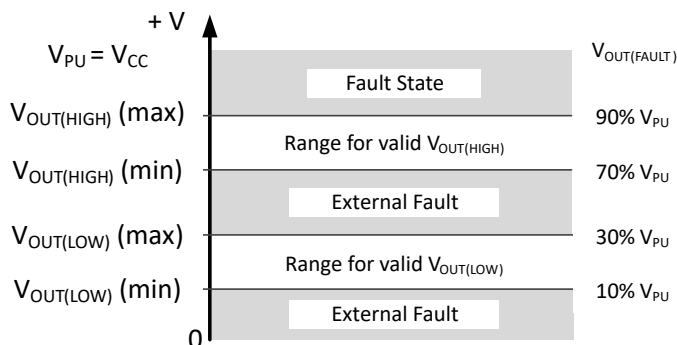 + V
V_PU = V_CC
V_OUT(FAULT)
Fault State
V_OUT(HIGH) (max)
90% V_PU
Range for valid V_OUT(HIGH)
V_OUT(HIGH) (min)
70% V_PU
External Fault
V_OUT(LOW) (max)
30% V_PU
Range for valid V_OUT(LOW)
V_OUT(LOW) (min)
10% V_PU
External Fault
0